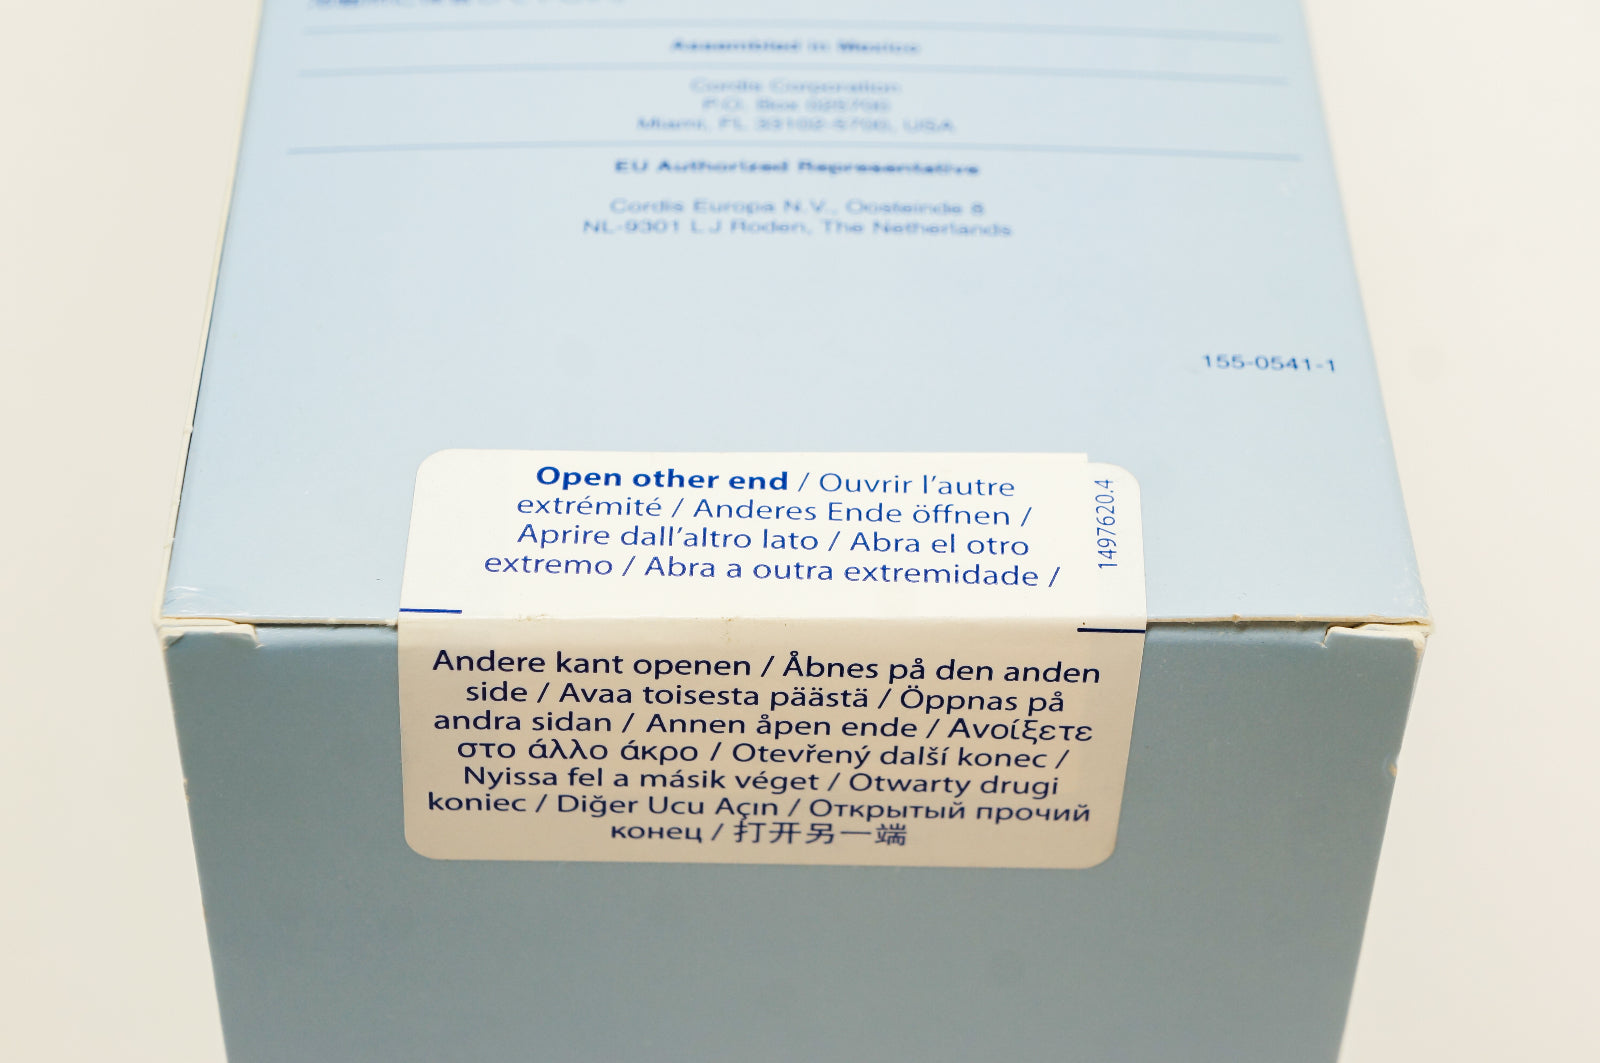 Assembled in Mexico
Cordis Corporation
P.O. Box 025700
Miami, FL 33102-5700, USA
EU Authorized Representative
Cordis Europa N.V., Oosteinde 8
NL-9301 LJ Roden, The Netherlands
155-0541-1
Open other end / Ouvrir l'autre
extrémité / Anderes Ende öffnen /
Aprire dall'altro lato / Abra el otro
extremo / Abra a outra extremidade /
1497620.4
Andere kant openen / Åbnes på den anden
side / Avaa toisesta päästä / Öppnas på
andra sidan / Annen åpen ende / Ανοίξετε
στο άλλο άκρο / Otevřený další konec /
Nyissa fel a másik véget / Otwarty drugi
koniec / Diğer Ucu Açın / Открытый прочий
конец / 打开另一端